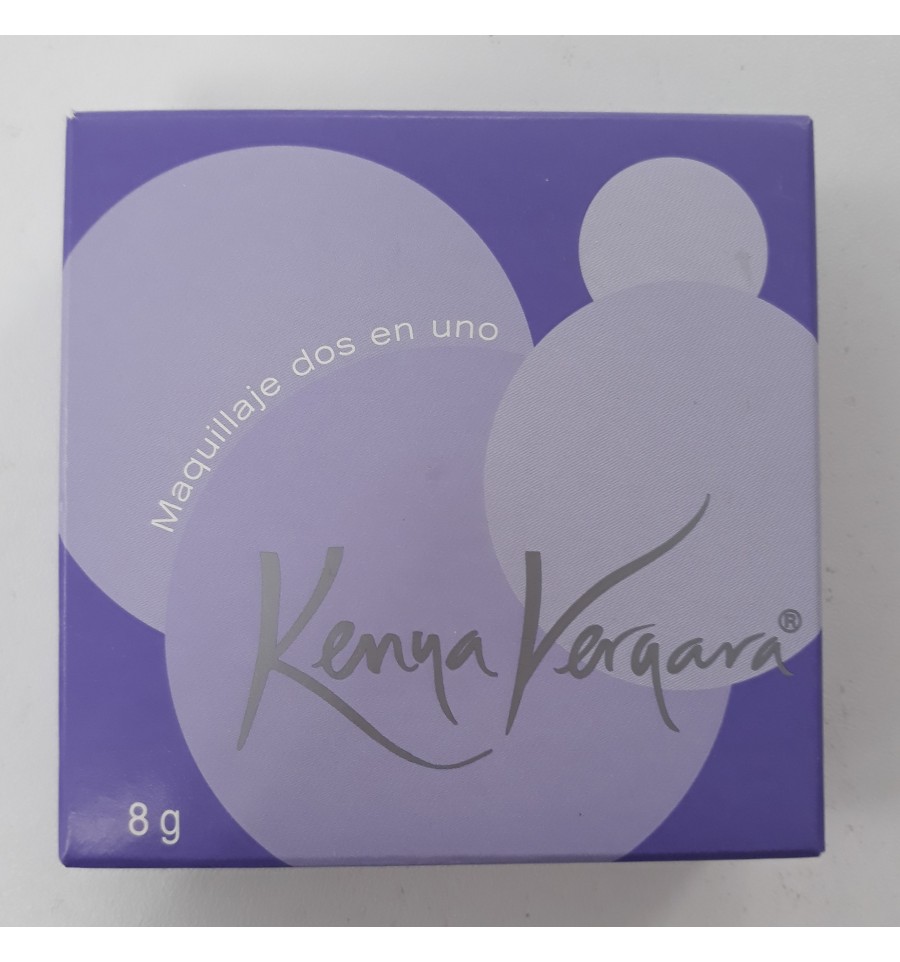 Maquillaje dos en uno
Kenya Vergara®
8 g